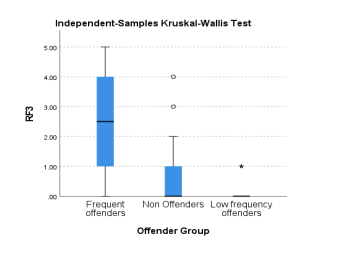 Independent-Samples Kruskal-Wallis Test
RF3
5.00
4.00
3.00
2.00
1.00
.00
Frequent offenders
Non Offenders
Low frequency offenders
Offender Group